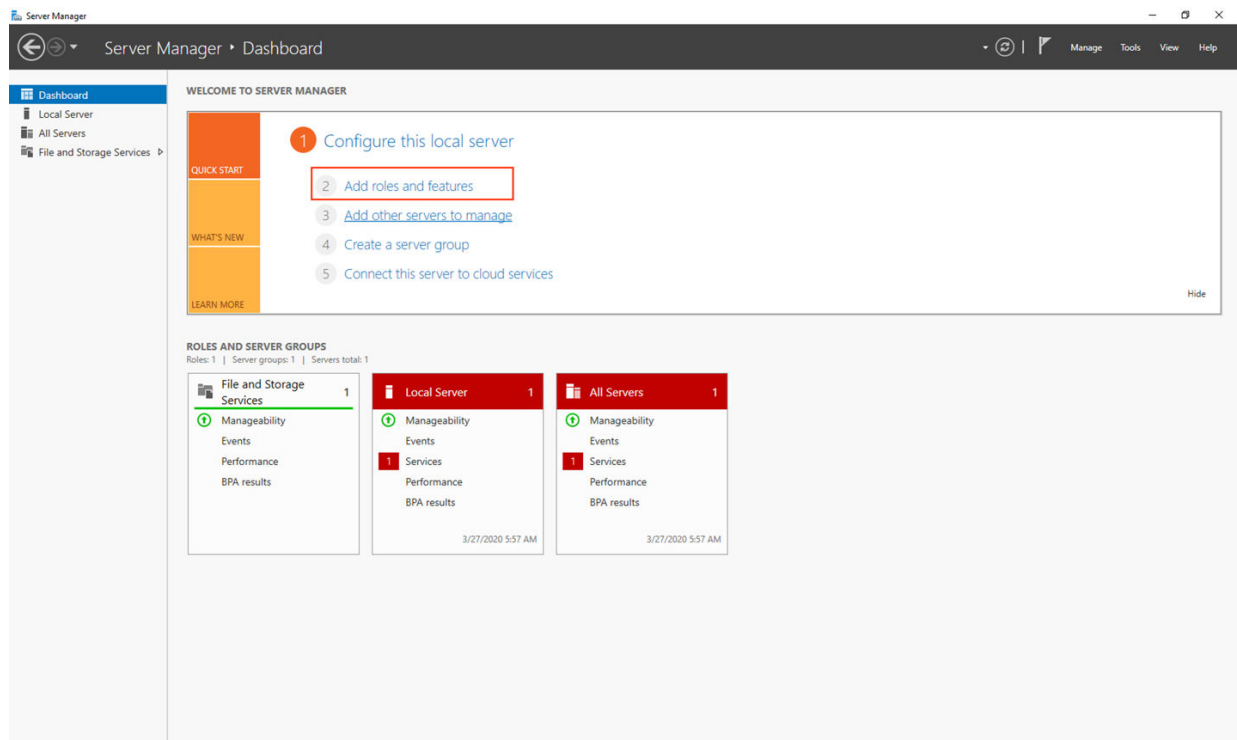 Server Manager
Server Manager • Dashboard
Manage Tools View Help
Dashboard
Local Server
All Servers
File and Storage Services
WELCOME TO SERVER MANAGER
QUICK START
WHAT'S NEW
LEARN MORE
1 Configure this local server
2 Add roles and features
3 Add other servers to manage
4 Create a server group
5 Connect this server to cloud services
Hide
ROLES AND SERVER GROUPS
Roles: 1 | Server groups: 1 | Servers total: 1
File and Storage
Services 1
Manageability
Events
Performance
BPA results
Local Server 1
Manageability
Events
1 Services
Performance
BPA results
3/27/2020 5:57 AM
All Servers 1
Manageability
Events
1 Services
Performance
BPA results
3/27/2020 5:57 AM